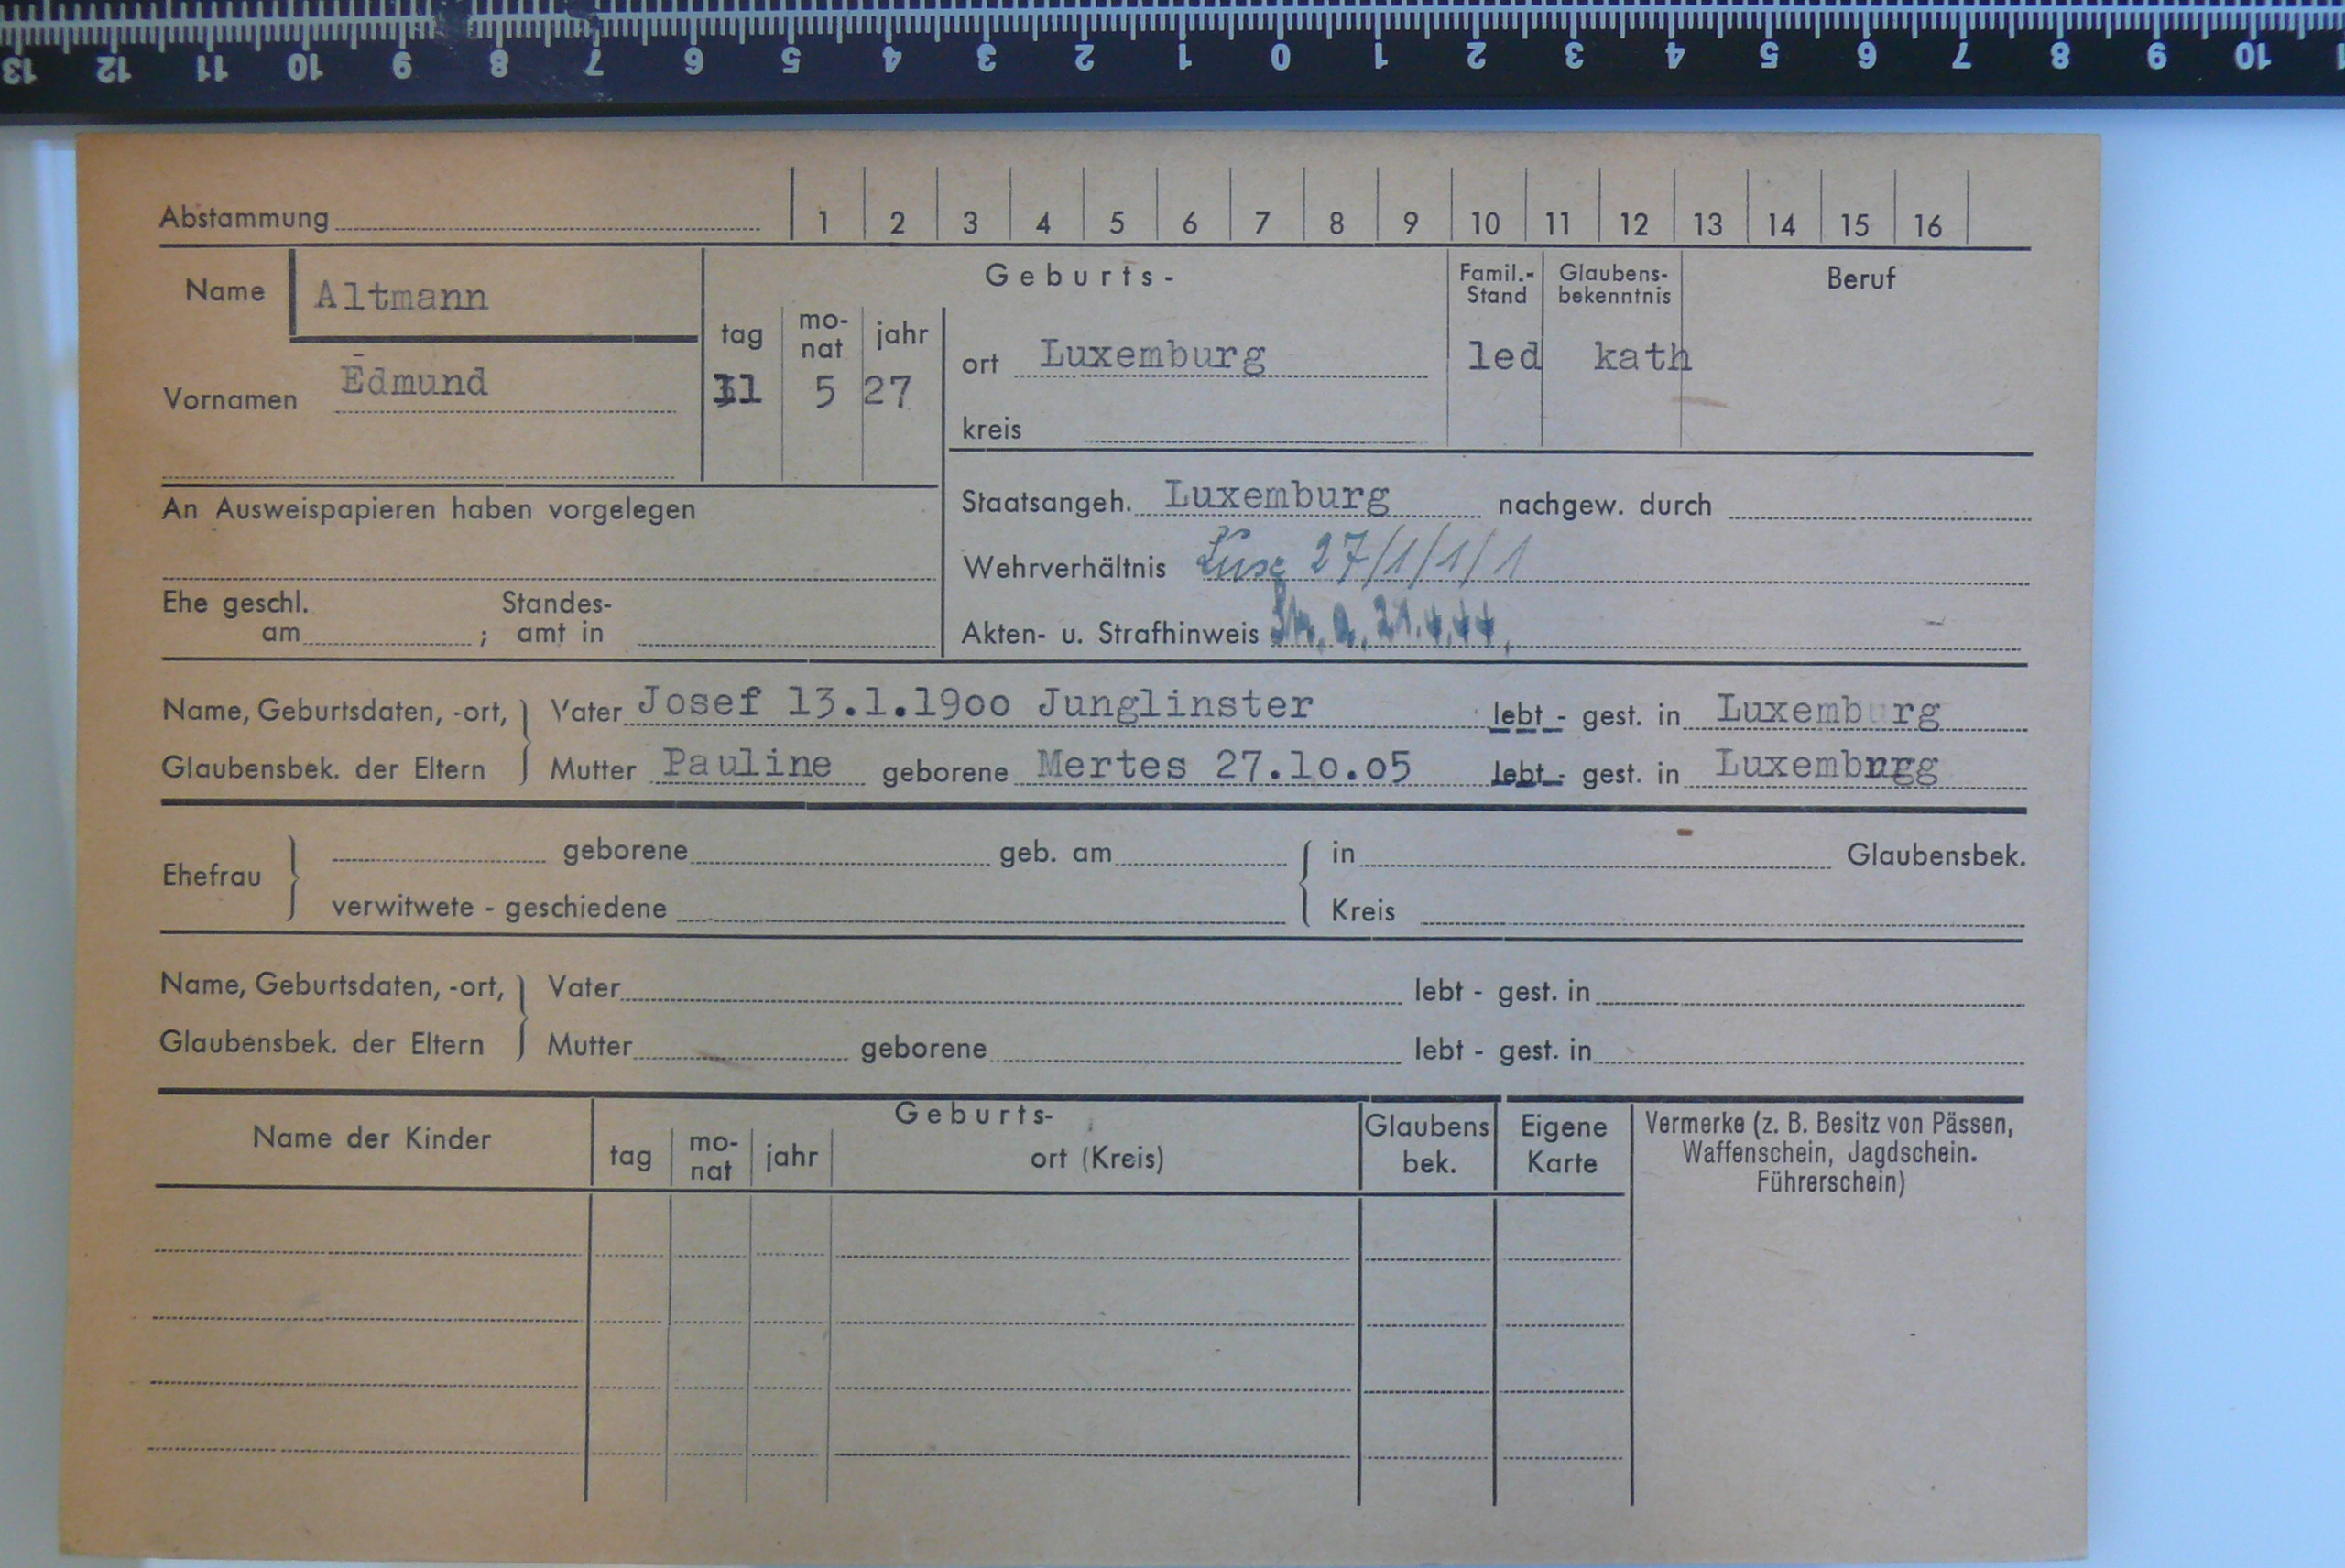 13 12 11 10 9 8 7 6 5 4 3 2 1 0 1 2 3 4 5 6 7 8 9 10
Abstammung 1 2 3 4 5 6 7 8 9 10 11 12 13 14 15 16
Name Altmann
Geburts-
Famil.-Stand
Glaubens-bekenntnis
Beruf
tag mo-nat jahr
ort Luxemburg led kath
Vornamen Edmund
5 27
kreis
An Ausweispapieren haben vorgelegen
Staatsangeh. Luxemburg nachgew. durch
Wehrverhältnis 27/1/1/1
Ehe geschl. am ; Standes-amt in
Akten- u. Strafhinweis 21.4.44.
Name, Geburtsdaten, -ort, Vater Josef 13.1.1900 Junglinster lebt - gest. in Luxemburg
Glaubensbek. der Eltern Mutter Pauline geborene Mertes 27.10.05 lebt - gest. in
Ehefrau geborene geb. am in Glaubensbek.
verwitwete - geschiedene Kreis
Name, Geburtsdaten, -ort, Vater lebt - gest. in
Glaubensbek. der Eltern Mutter geborene lebt - gest. in
Name der Kinder
Geburts-
tag mo-nat jahr ort (Kreis)
Glaubens bek.
Eigene Karte
Vermerke (z. B. Besitz von Pässen,
Waffenschein, Jagdschein.
Führerschein)